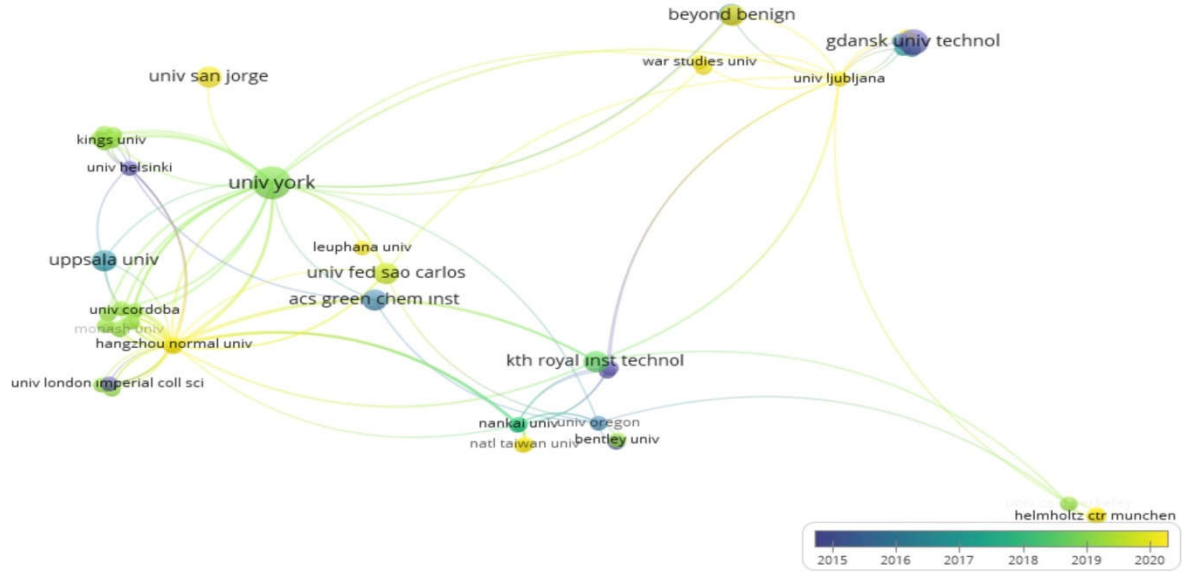 beyond benign
gdansk univ technol
war studies univ
univ san jorge
univ ljubljana
kings univ
univ helsinki
univ york
leuphana univ
uppsala univ
univ fed sao carlos
acs green chem inst
univ cordoba
monash univ
hangzhou normal univ
kth royal inst technol
univ london imperial coll sci
nankai univ
univ oregon
natl taiwan univ
bentley univ
helmholtz ctr munchen
2015 2016 2017 2018 2019 2020